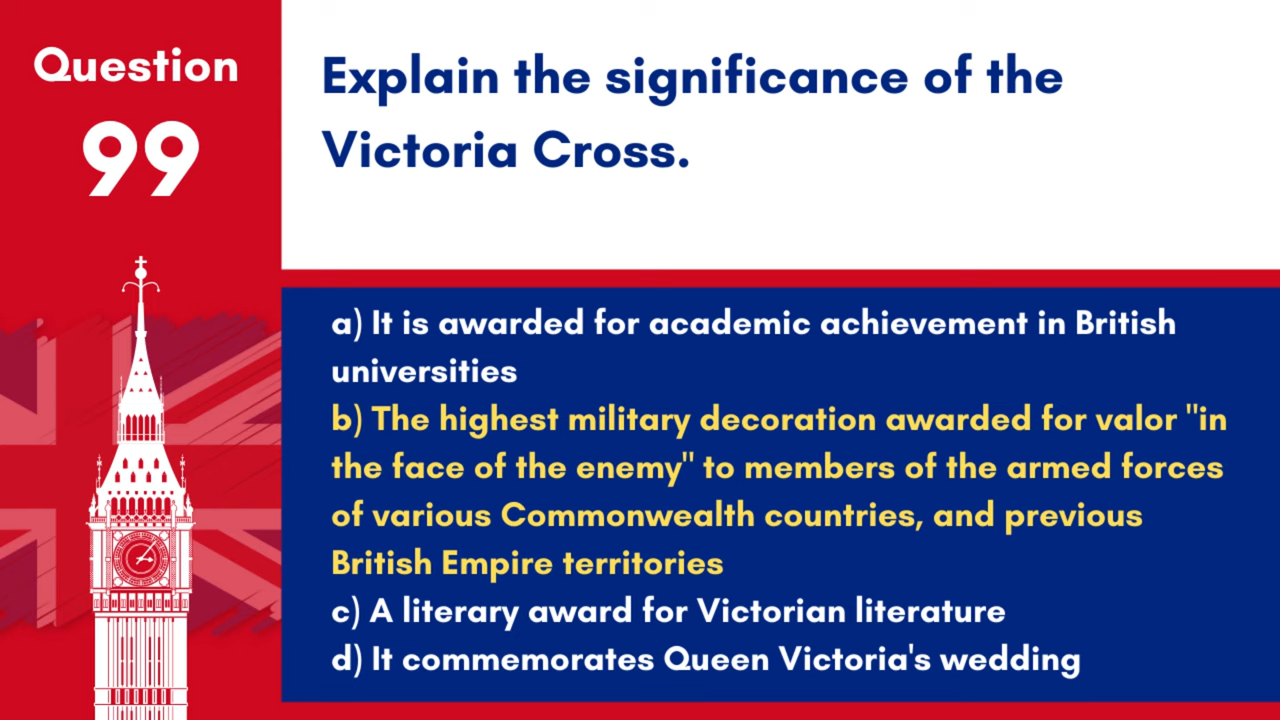 Question
99
Explain the significance of the
Victoria Cross.
a) It is awarded for academic achievement in British
universities
b) The highest military decoration awarded for valor "in
the face of the enemy" to members of the armed forces
of various Commonwealth countries, and previous
British Empire territories
c) A literary award for Victorian literature
d) It commemorates Queen Victoria's wedding